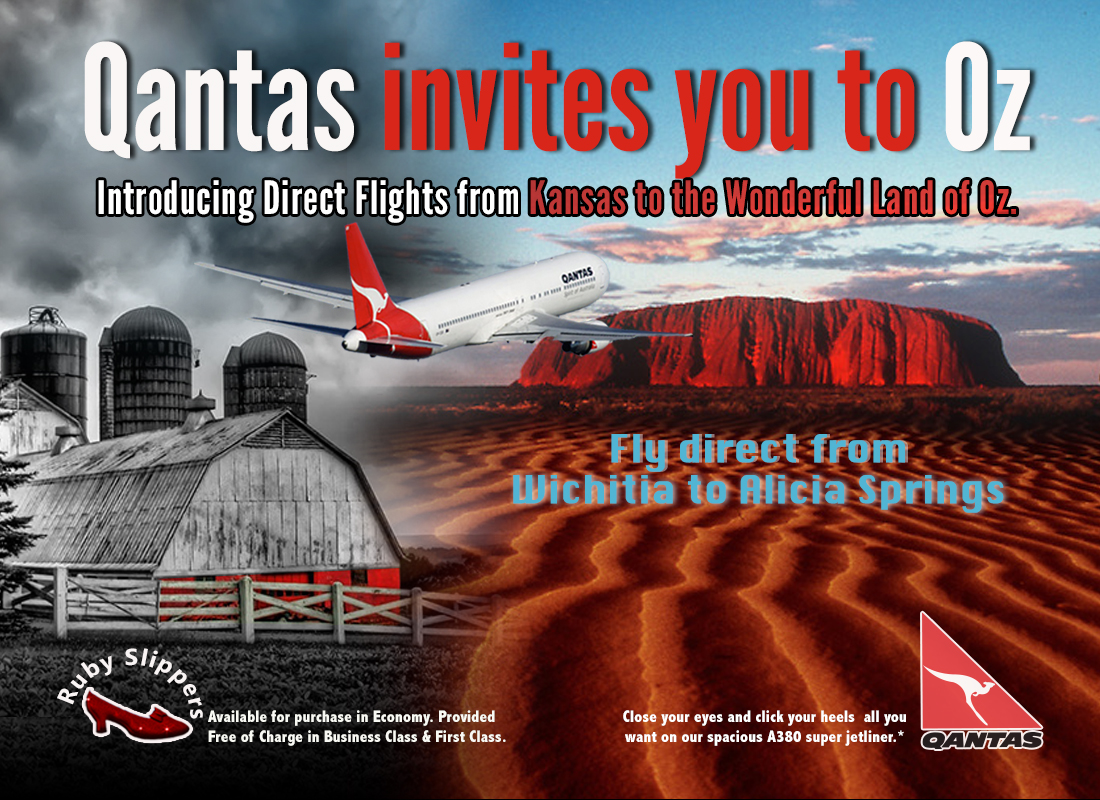 Qantas invites you to Oz
Introducing Direct Flights from Kansas to the Wonderful Land of Oz.
QANTAS
Spirit of Australia
Fly direct from
Wichitia to Alicia Springs
Ruby Slippers
Available for purchase in Economy. Provided
Free of Charge in Business Class & First Class.
Close your eyes and click your heels all you
want on our spacious A380 super jetliner.*
QANTAS